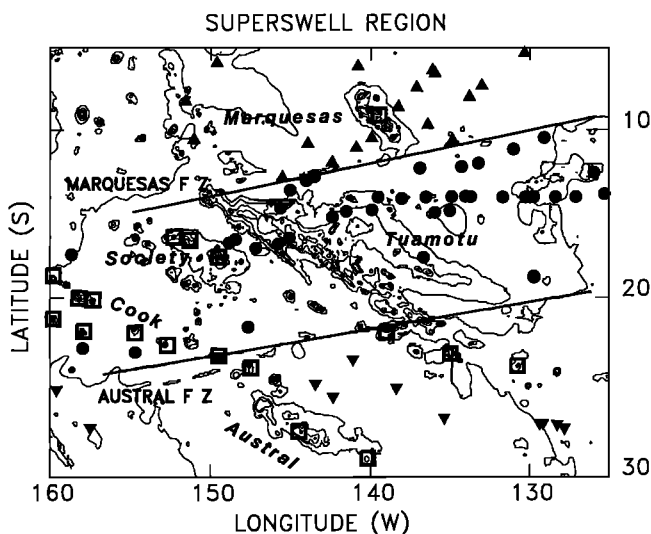 SUPERSWELL REGION
Marquesas
10
MARQUESAS F Z
Society
Tuamotu
LATITUDE (S)
Cook
20
AUSTRAL F Z
Austral
30
160
150
140
130
LONGITUDE (W)